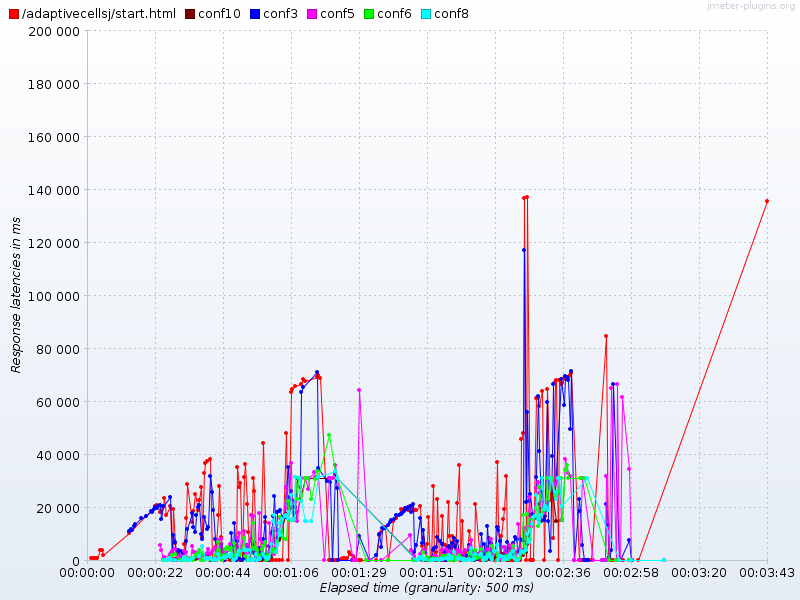 /adaptivecellsj/start.html conf10 conf3 conf5 conf6 conf8
jmeter-plugins.org
200 000
180 000
160 000
140 000
120 000
100 000
80 000
60 000
40 000
20 000
0
Response latencies in ms
00:00:00 00:00:22 00:00:44 00:01:06 00:01:29 00:01:51 00:02:13 00:02:36 00:02:58 00:03:20 00:03:43
Elapsed time (granularity: 500 ms)